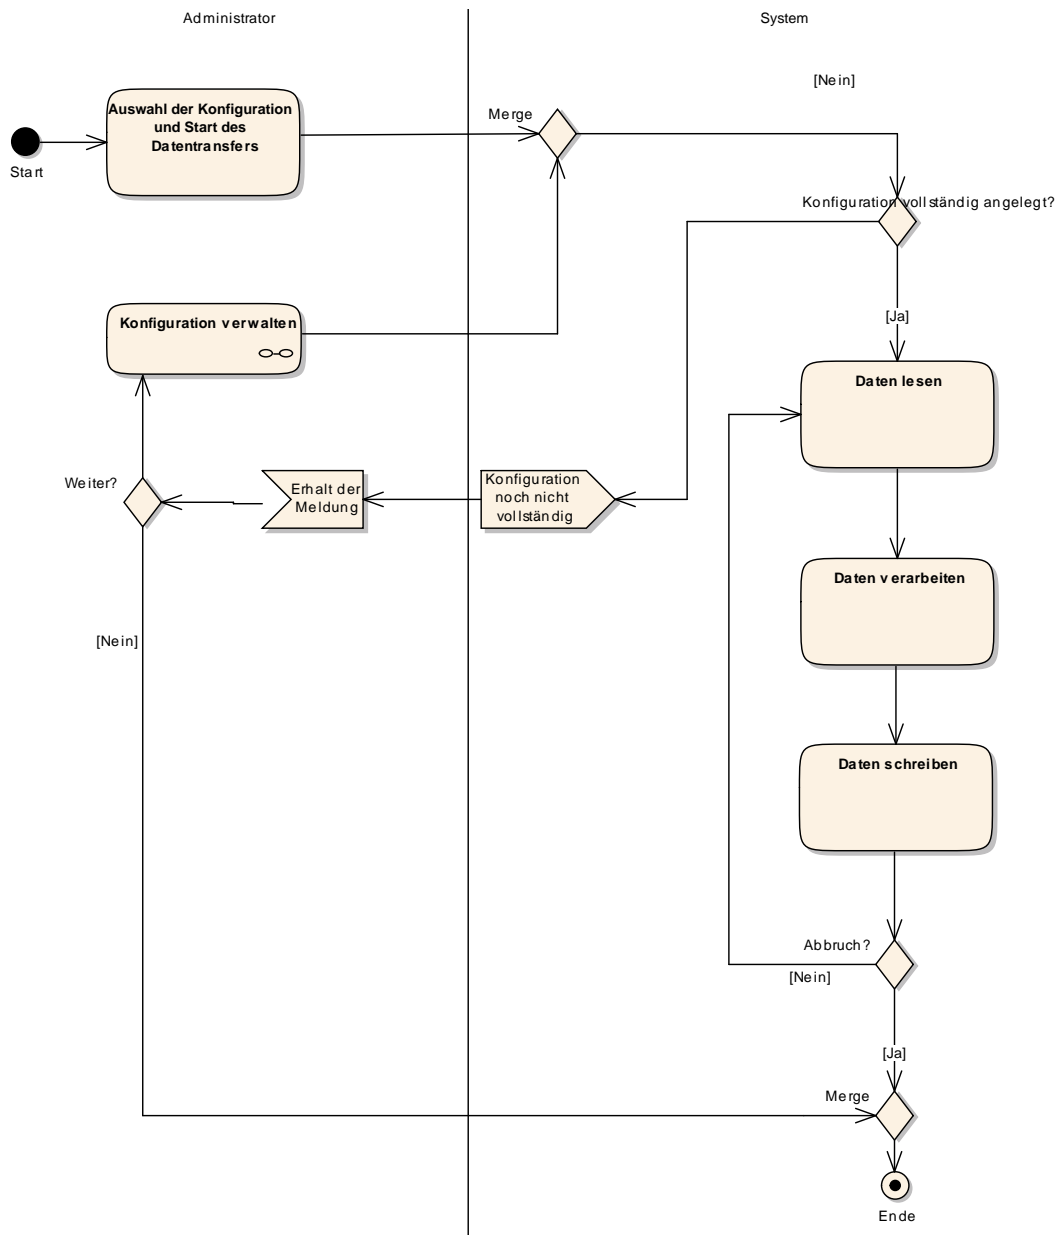 Administrator
System
[Nein]
Auswahl der Konfiguration
und Start des
Datentransfers
Merge
Start
Konfiguration vollständig angelegt?
Konfiguration verwalten
[Ja]
Daten lesen
Weiter?
Erhalt der
Meldung
Konfiguration
noch nicht
vollständig
Daten verarbeiten
[Nein]
Daten schreiben
Abbruch?
[Nein]
[Ja]
Merge
Ende